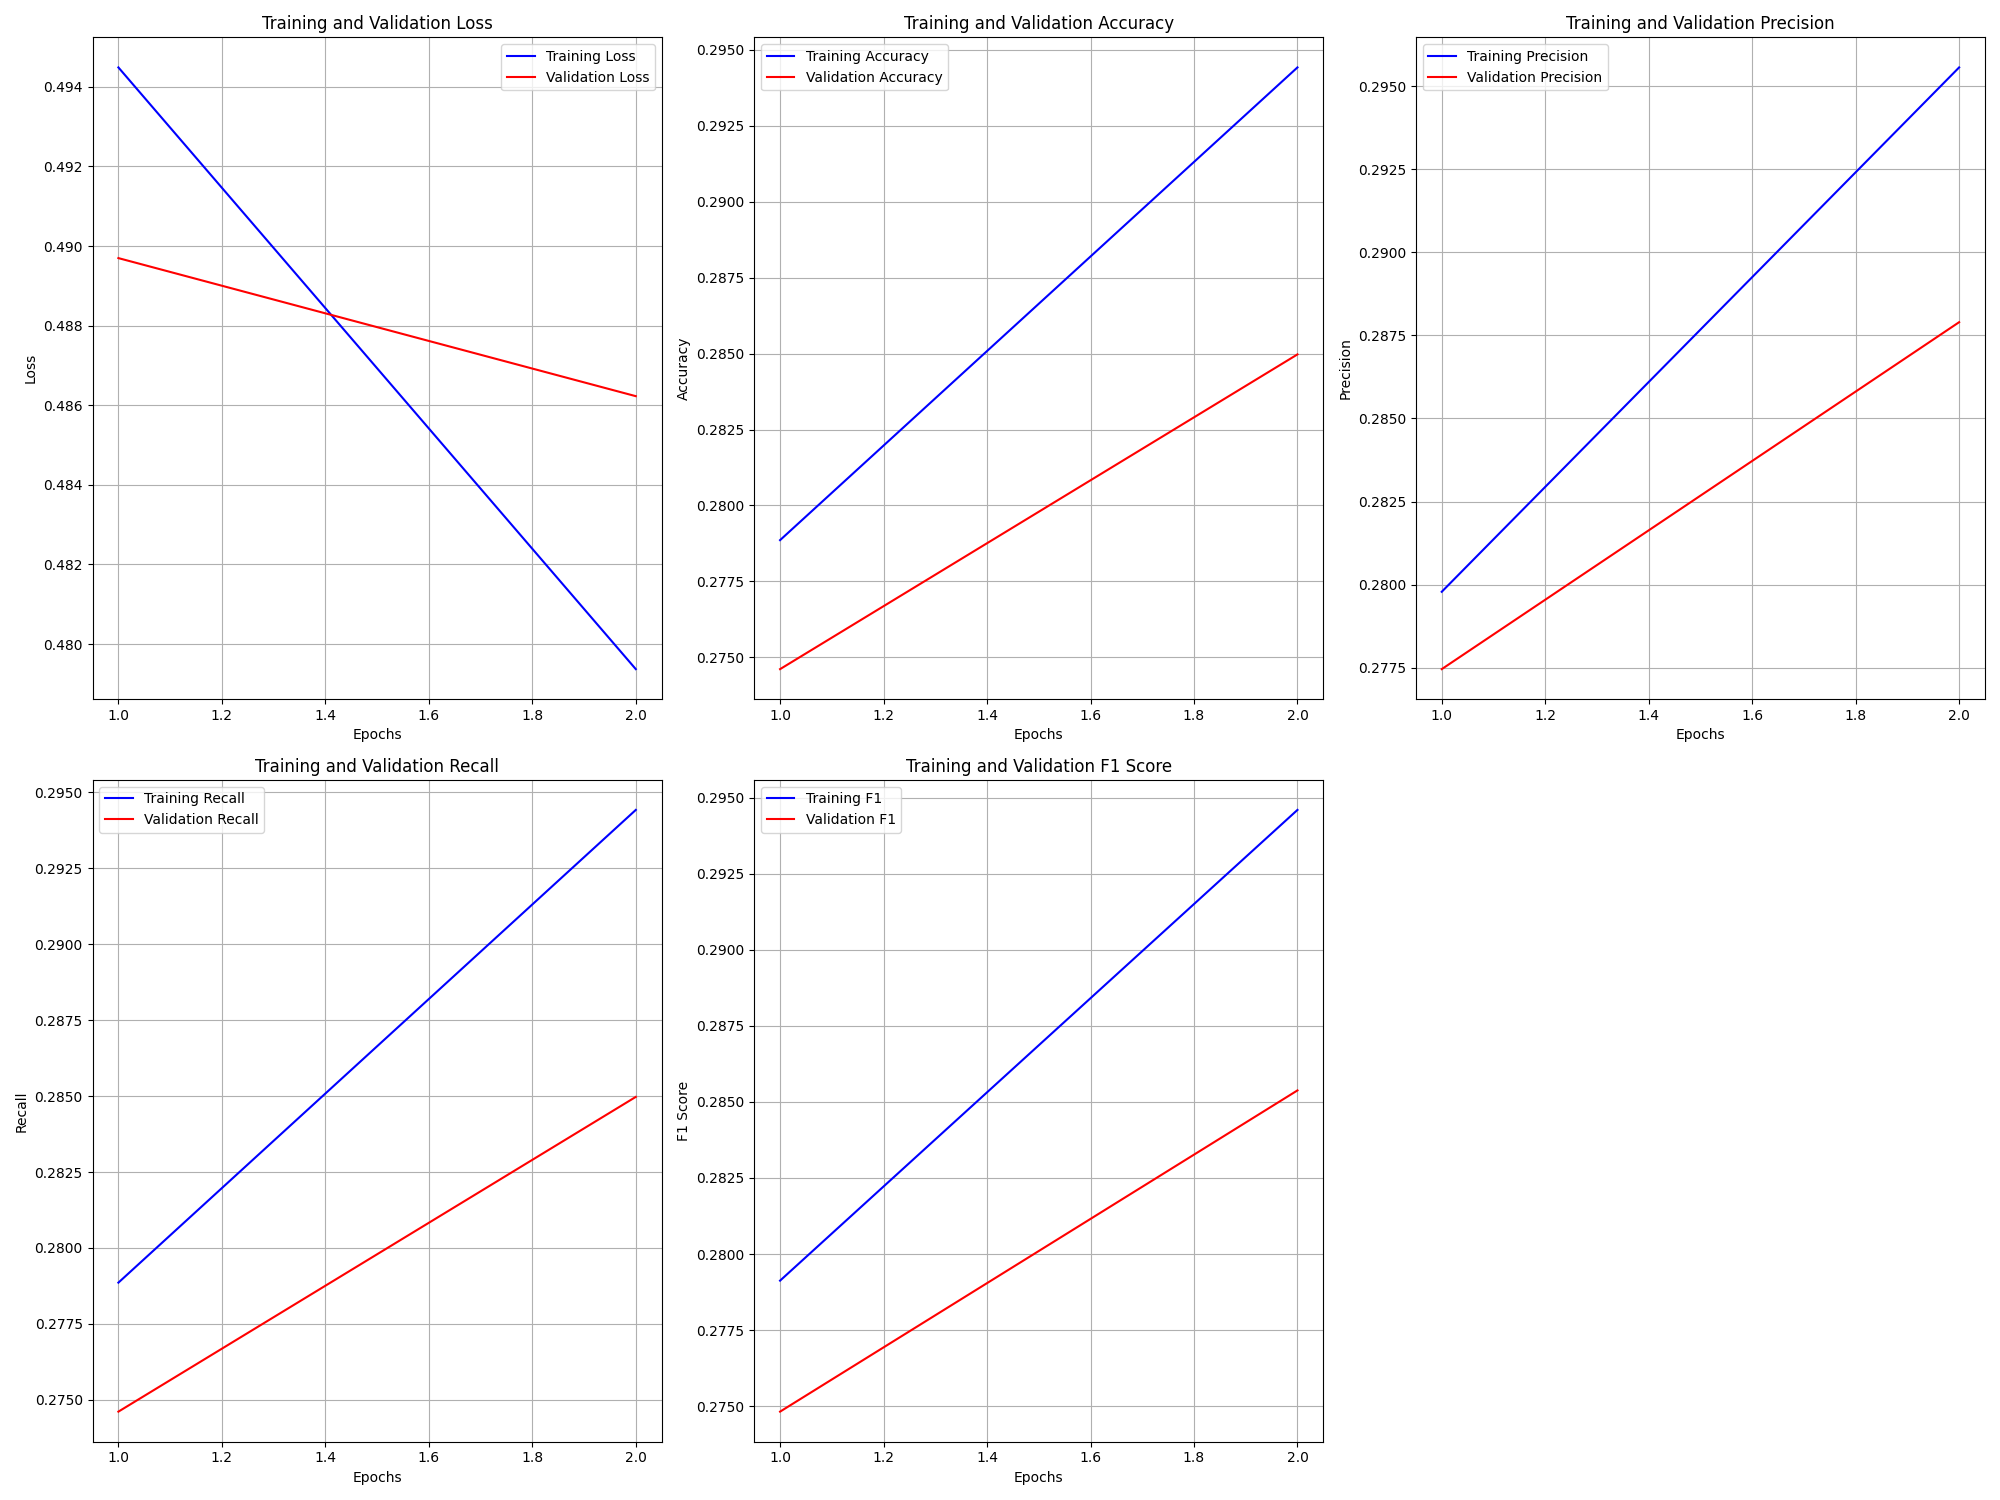 Training and Validation Loss
Training Loss
Validation Loss
0.494
0.492
0.490
0.488
0.486
0.484
0.482
0.480
Loss
1.0 1.2 1.4 1.6 1.8 2.0
Epochs
Training and Validation Accuracy
Training Accuracy
Validation Accuracy
0.2950
0.2925
0.2900
0.2875
0.2850
0.2825
0.2800
0.2775
0.2750
Accuracy
1.0 1.2 1.4 1.6 1.8 2.0
Epochs
Training and Validation Precision
Training Precision
Validation Precision
0.2950
0.2925
0.2900
0.2875
0.2850
0.2825
0.2800
0.2775
Precision
1.0 1.2 1.4 1.6 1.8 2.0
Epochs
Training and Validation Recall
Training Recall
Validation Recall
0.2950
0.2925
0.2900
0.2875
0.2850
0.2825
0.2800
0.2775
0.2750
Recall
1.0 1.2 1.4 1.6 1.8 2.0
Epochs
Training and Validation F1 Score
Training F1
Validation F1
0.2950
0.2925
0.2900
0.2875
0.2850
0.2825
0.2800
0.2775
0.2750
F1 Score
1.0 1.2 1.4 1.6 1.8 2.0
Epochs